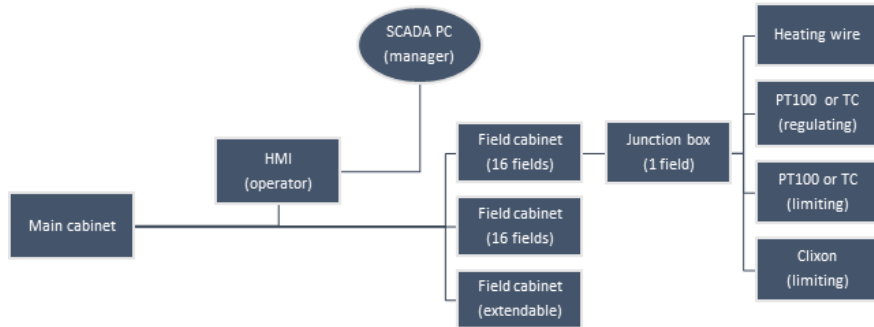 SCADA PC
(manager)
Heating wire
PT100 or TC
(regulating)
HMI
(operator)
Field cabinet
(16 fields)
Junction box
(1 field)
PT100 or TC
(limiting)
Main cabinet
Field cabinet
(16 fields)
Clixon
(limiting)
Field cabinet
(extendable)